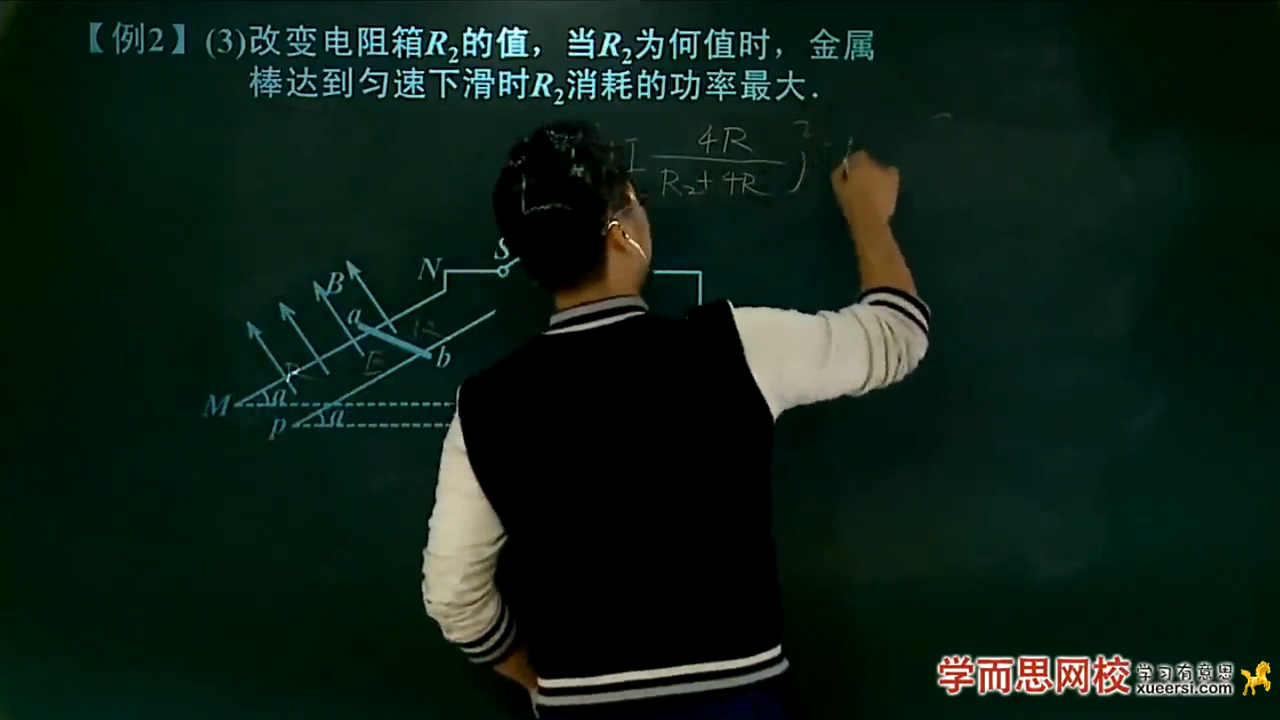 【例2】(3)改变电阻箱R₂的值，当R₂为何值时，金属
棒达到匀速下滑时R₂消耗的功率最大.
I 4R
R₂+4R )²
N S
B
a
R E b
M a
P a
学而思网校 学习有意思
xueersi.com